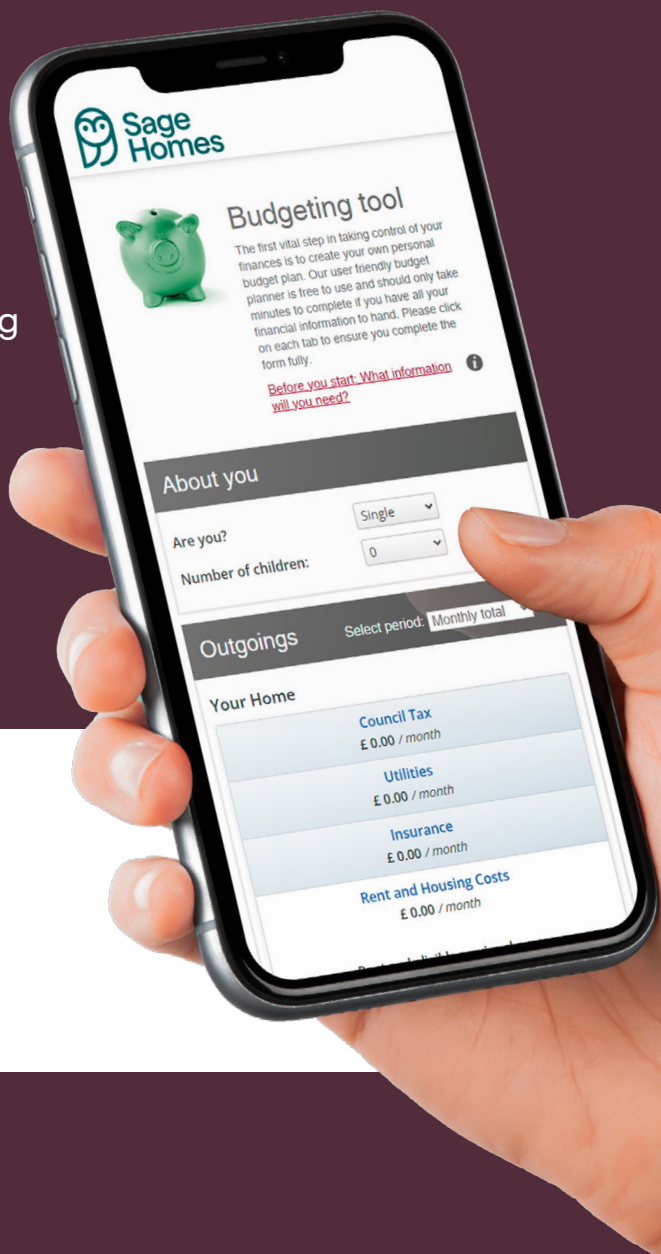 Sage
Homes
Budgeting tool
The first vital step in taking control of your
finances is to create your own personal
budget plan. Our user friendly budget
planner is free to use and should only take
minutes to complete if you have all your
financial information to hand. Please click
on each tab to ensure you complete the
form fully.
Before you start: What information
will you need?
i
g
About you
Are you?
Single
Number of children:
0
Outgoings
Select period: Monthly total
Your Home
Council Tax
£ 0.00 / month
Utilities
£ 0.00 / month
Insurance
£ 0.00 / month
Rent and Housing Costs
£ 0.00 / month